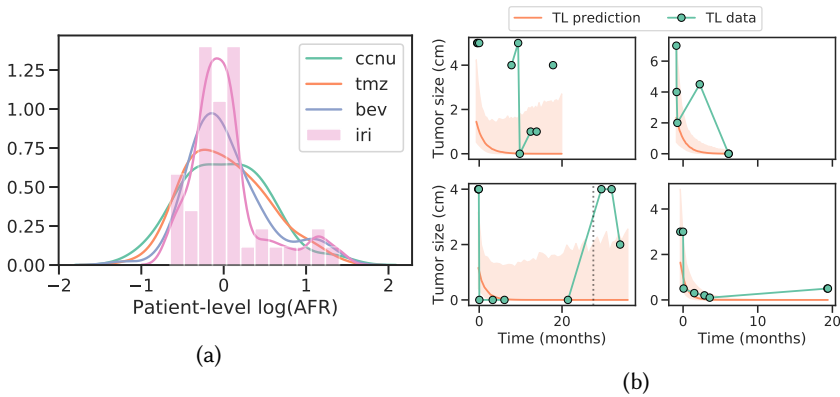 1.25
1.00
0.75
0.50
0.25
0.00
−2
−1
0
1
2
Patient-level log(AFR)
ccnu
tmz
bev
iri
(a)
TL prediction
TL data
Tumor size (cm)
4
2
0
6
4
2
0
Tumor size (cm)
4
2
0
0
20
Time (months)
4
2
0
0
10
20
Time (months)
(b)